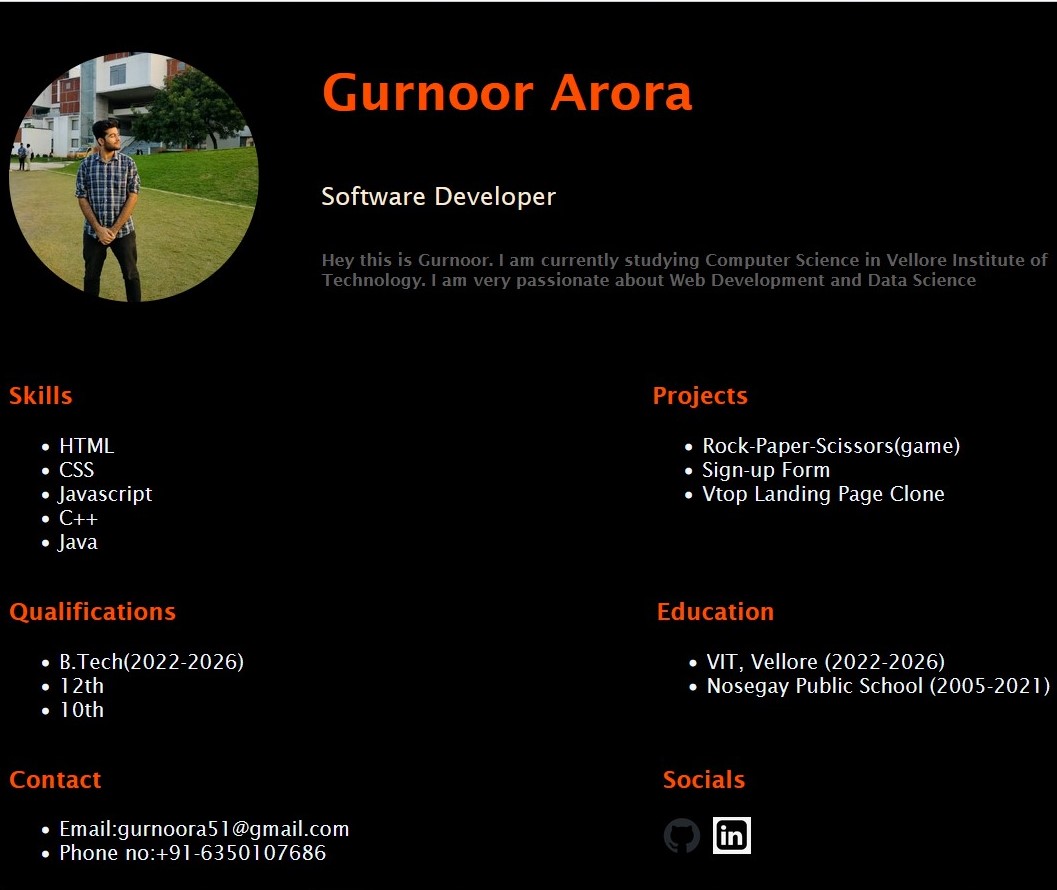 Gurnoor Arora
Software Developer
Hey this is Gurnoor. I am currently studying Computer Science in Vellore Institute of
Technology. I am very passionate about Web Development and Data Science
Skills
HTML
CSS
Javascript
C++
Java
Projects
Rock-Paper-Scissors(game)
Sign-up Form
Vtop Landing Page Clone
Qualifications
B.Tech(2022-2026)
12th
10th
Education
VIT, Vellore (2022-2026)
Nosegay Public School (2005-2021)
Contact
Email:gurnoora51@gmail.com
Phone no:+91-6350107686
Socials
in